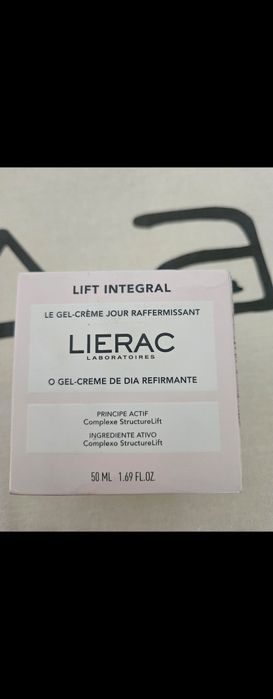 LIFT INTEGRAL
LE GEL-CRÈME JOUR RAFFERMISSANT
LIERAC
LABORATOIRES
O GEL-CREME DE DIA REFIRMANTE
PRINCIPE ACTIF
Complexe StructureLift
INGREDIENTE ATIVO
Complexo StructureLift
50 ML 1.69 FL.OZ.